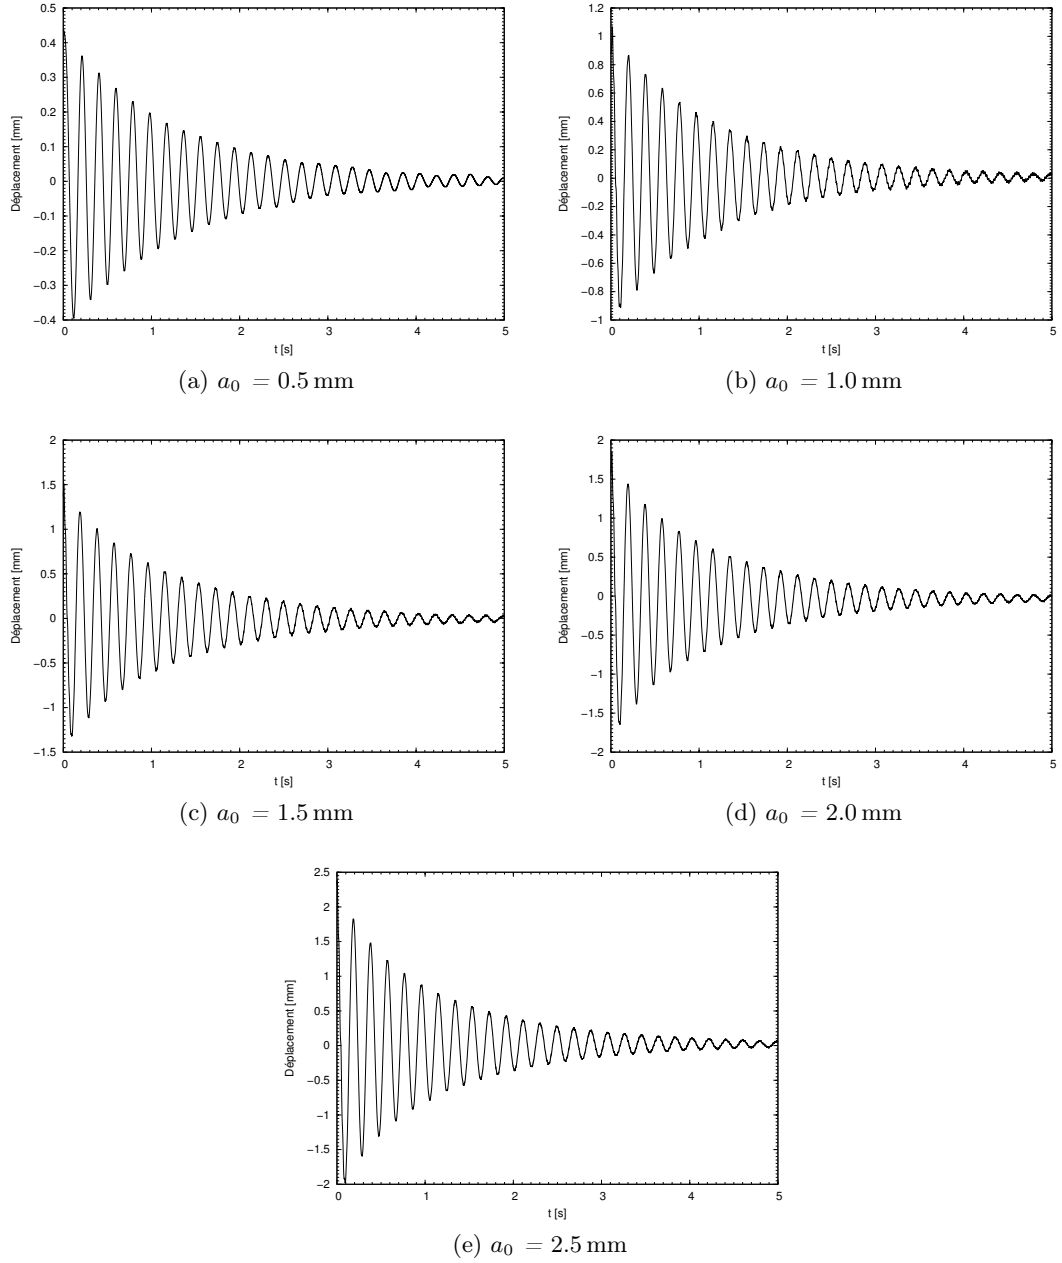 0.5
0.4
0.3
0.2
0.1
0
−0.1
−0.2
−0.3
−0.4
Déplacement [mm]
0 1 2 3 4 5
t [s]
(a) a0 = 0.5 mm
1.2
1
0.8
0.6
0.4
0.2
0
−0.2
−0.4
−0.6
−0.8
−1
Déplacement [mm]
0 1 2 3 4 5
t [s]
(b) a0 = 1.0 mm
2
1.5
1
0.5
0
−0.5
−1
−1.5
Déplacement [mm]
0 1 2 3 4 5
t [s]
(c) a0 = 1.5 mm
2
1.5
1
0.5
0
−0.5
−1
−1.5
−2
Déplacement [mm]
0 1 2 3 4 5
t [s]
(d) a0 = 2.0 mm
2.5
2
1.5
1
0.5
0
−0.5
−1
−1.5
−2
Déplacement [mm]
0 1 2 3 4 5
t [s]
(e) a0 = 2.5 mm